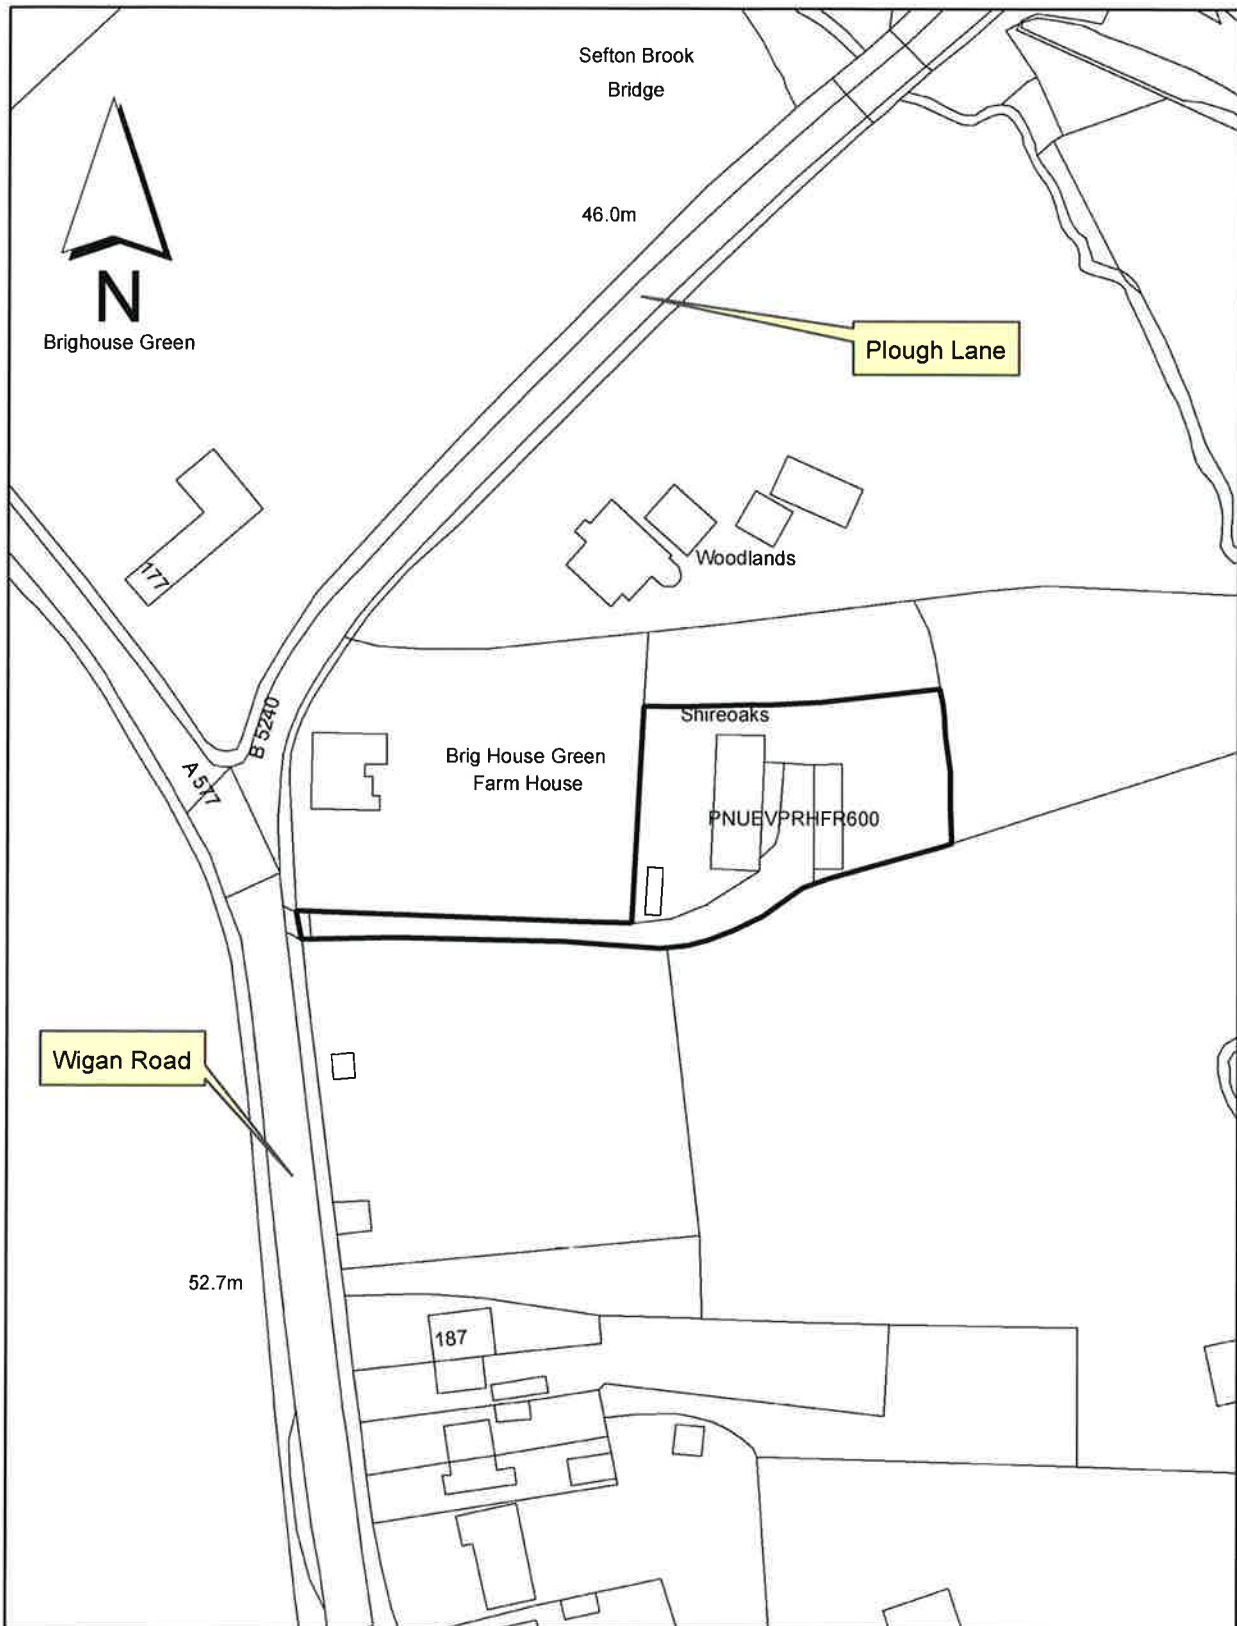 Sefton Brook
Bridge
46.0m
N
Brighouse Green
Plough Lane
177
Woodlands
B 5240
A 577
Shireoaks
Brig House Green
Farm House
PNUEVPRHFR600
Wigan Road
52.7m
187